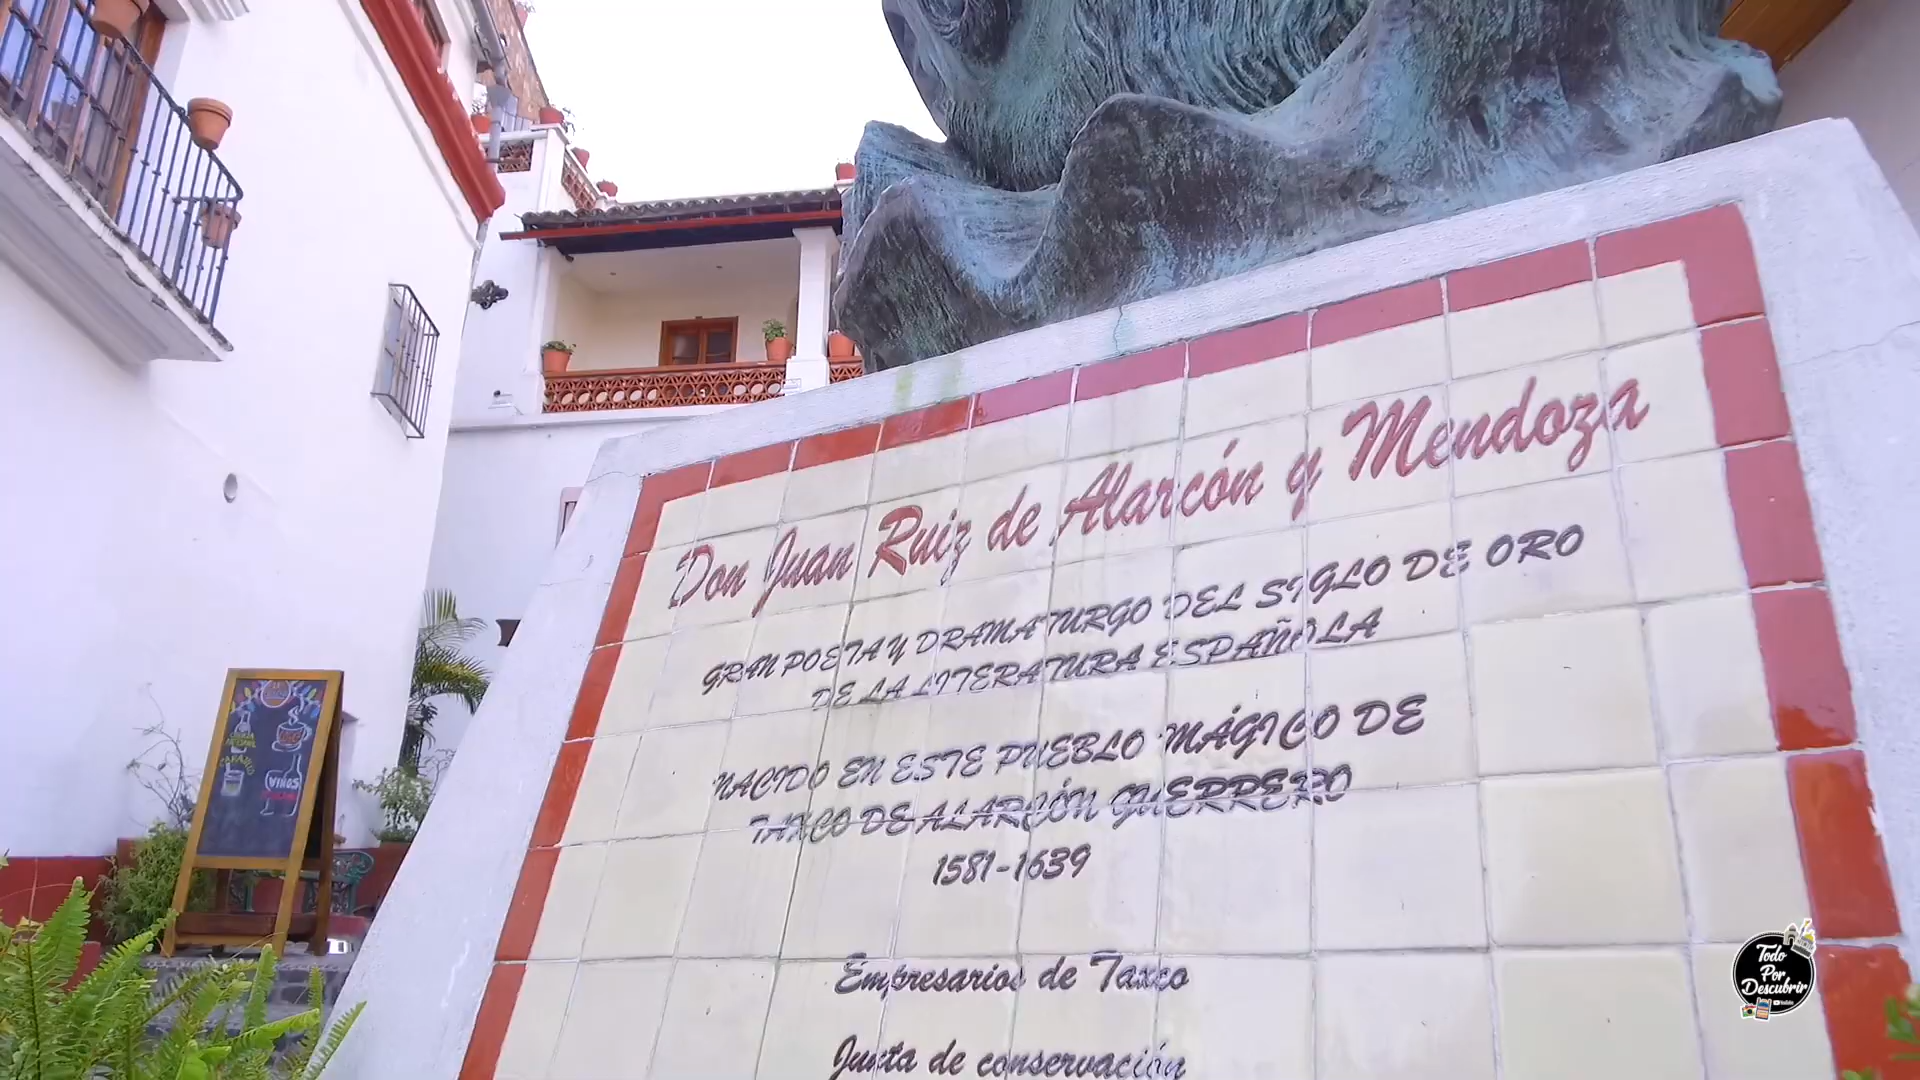 Don Juan Ruiz de Alarcón y Mendoza
GRAN POETA Y DRAMATURGO DEL SIGLO DE ORO
DE LA LITERATURA ESPAÑOLA
NACIDO EN ESTE PUEBLO MÁGICO DE
TAXCO DE ALARCÓN GUERRERO
1581-1639
Empresarios de Taxco
Junta de conservación
VINOS
Todo
Por
Descubrir